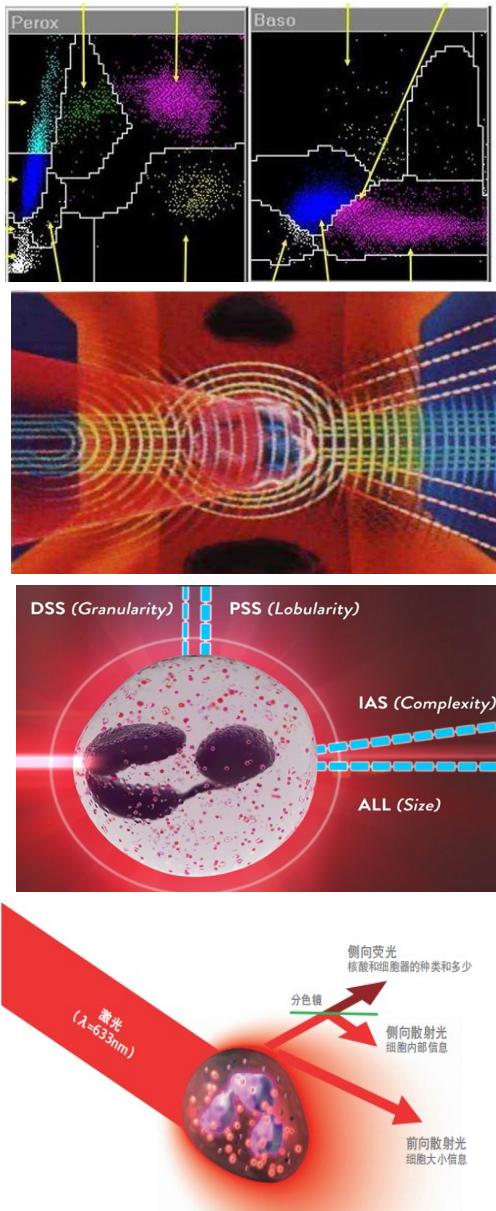 Perox
Baso
DSS (Granularity)
PSS (Lobularity)
IAS (Complexity)
ALL (Size)
侧向荧光
核酸和细胞器的种类和多少
分色镜
激光
(λ=633nm)
侧向散射光
细胞内部信息
前向散射光
细胞大小信息